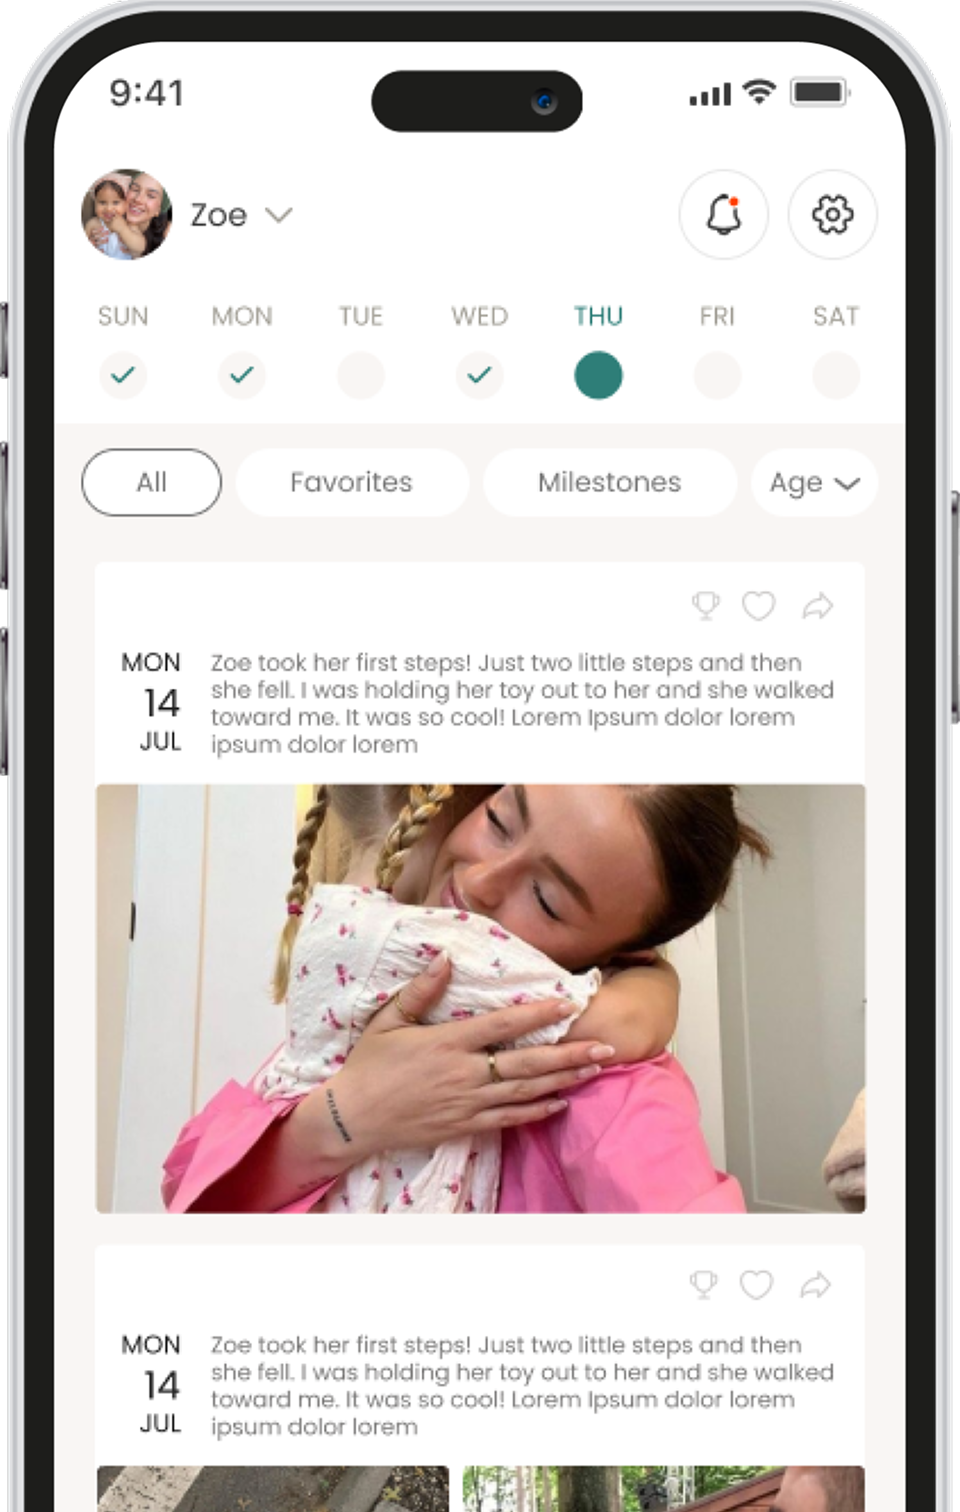 9:41
Zoe
SUN MON TUE WED THU FRI SAT
All Favorites Milestones Age
MON
14
JUL
Zoe took her first steps! Just two little steps and then
she fell. I was holding her toy out to her and she walked
toward me. It was so cool! Lorem Ipsum dolor lorem
ipsum dolor lorem
MON
14
JUL
Zoe took her first steps! Just two little steps and then
she fell. I was holding her toy out to her and she walked
toward me. It was so cool! Lorem Ipsum dolor lorem
ipsum dolor lorem